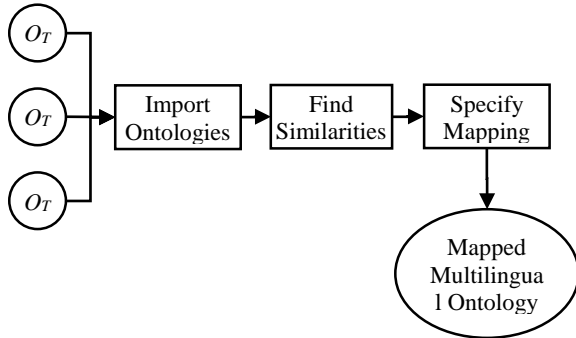 O_T
O_T
O_T
Import
Ontologies
Find
Similarities
Specify
Mapping
Mapped
Multilingua
l Ontology